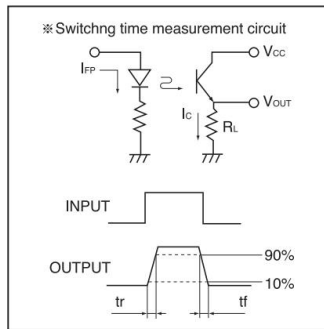 ※Switchng time measurement circuit
IFP
VCC
VOUT
IC
RL
INPUT
OUTPUT
90%
10%
tr
tf